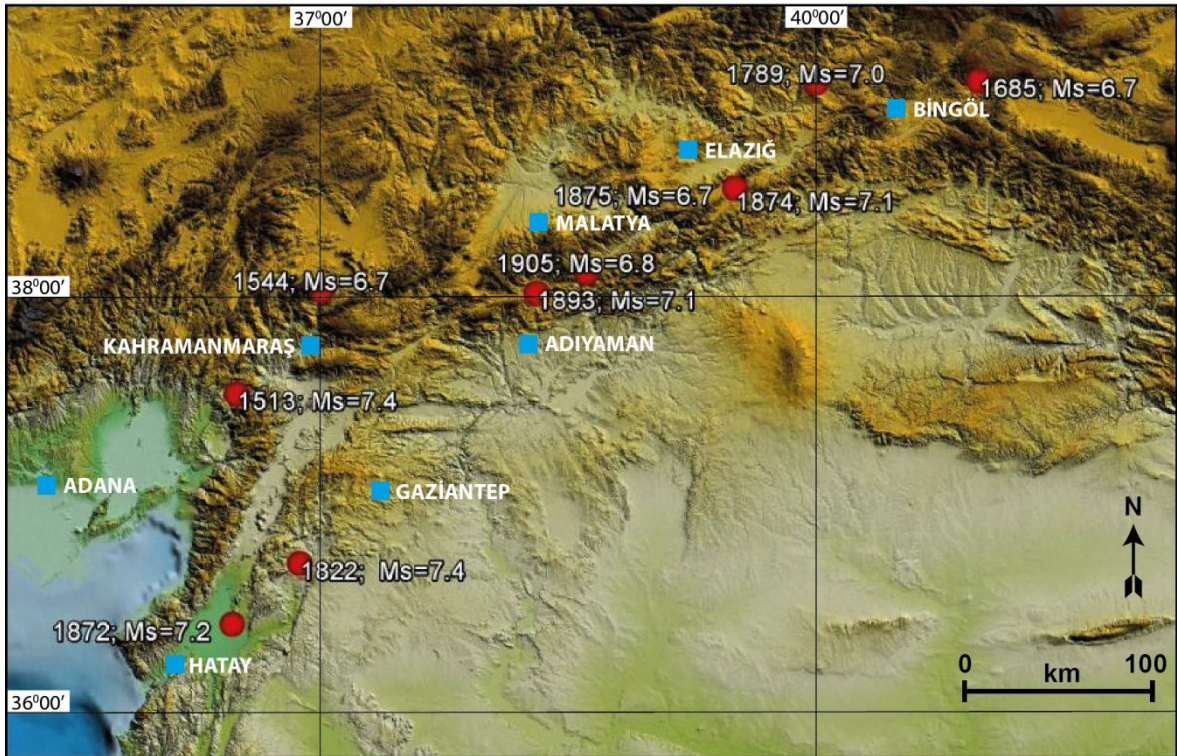 37⁰00'
40⁰00'
1789; Ms=7.0
1685; Ms=6.7
BİNGÖL
ELAZIĞ
1875; Ms=6.7
1874; Ms=7.1
MALATYA
1905; Ms=6.8
1544; Ms=6.7
38⁰00'
1893; Ms=7.1
KAHRAMANMARAŞ
ADIYAMAN
1513; Ms=7.4
ADANA
GAZİANTEP
N
1822; Ms=7.4
1872; Ms=7.2
HATAY
0 km 100
36⁰00'